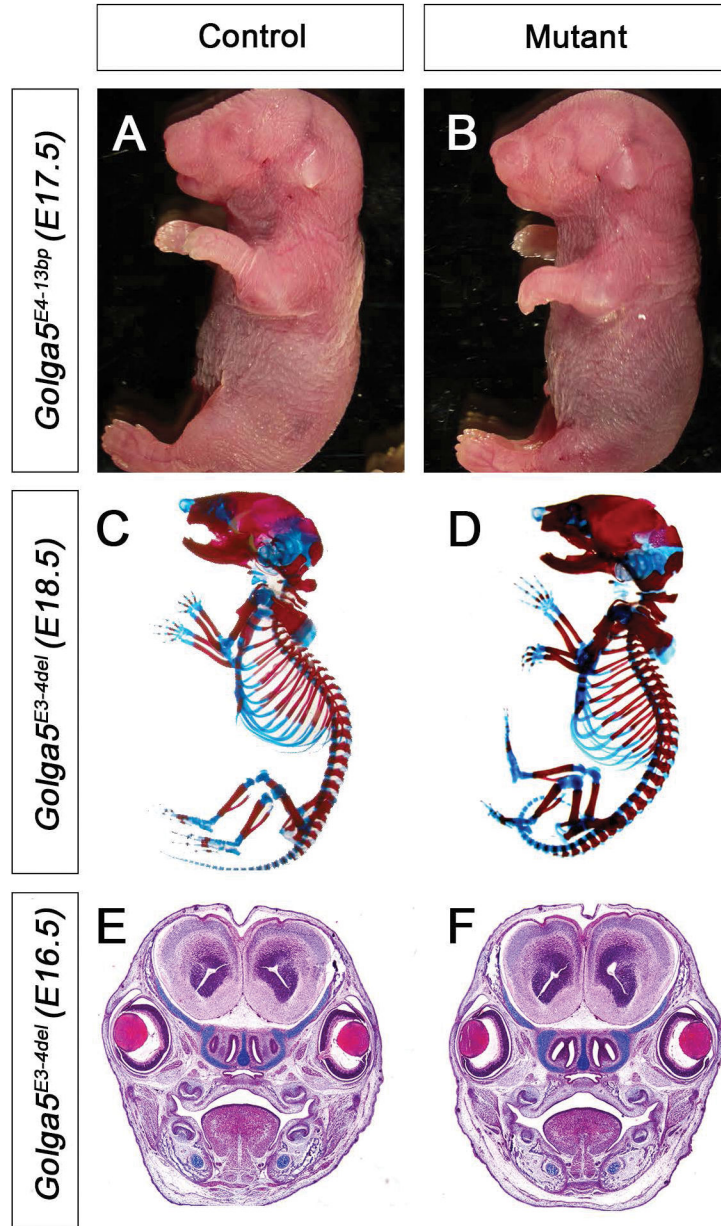 Control
Mutant
Golga5E4-13bp (E17.5)
A
B
Golga5E3-4del (E18.5)
C
D
Golga5E3-4del (E16.5)
E
F